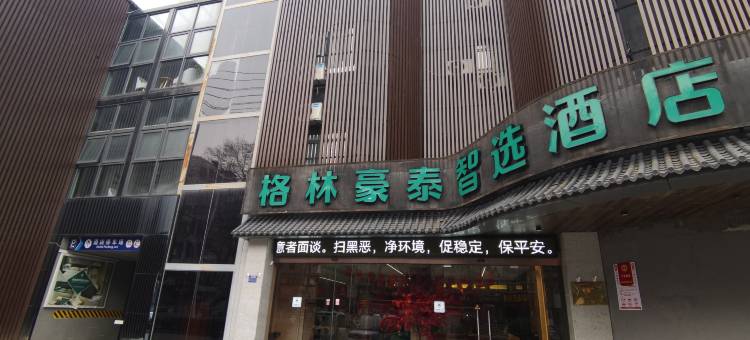 格林豪泰智选酒店
意者面谈。扫黑恶，净环境，促稳定，保平安。